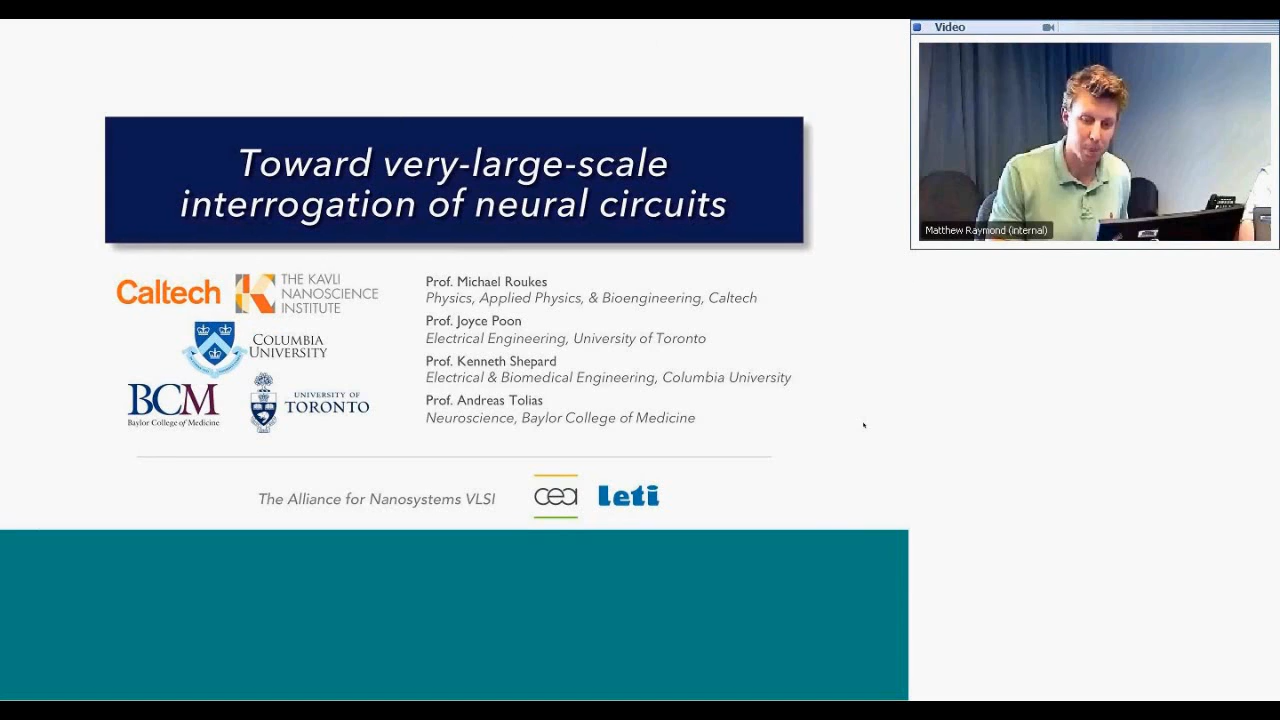 Video
Matthew Raymond (internal)
Toward very-large-scale
interrogation of neural circuits
Caltech
THE KAVLI
NANOSCIENCE
INSTITUTE
COLUMBIA
UNIVERSITY
BCM
Baylor College of Medicine
UNIVERSITY OF
TORONTO
Prof. Michael Roukes
Physics, Applied Physics, & Bioengineering, Caltech
Prof. Joyce Poon
Electrical Engineering, University of Toronto
Prof. Kenneth Shepard
Electrical & Biomedical Engineering, Columbia University
Prof. Andreas Tolias
Neuroscience, Baylor College of Medicine
The Alliance for Nanosystems VLSI
cea
leti